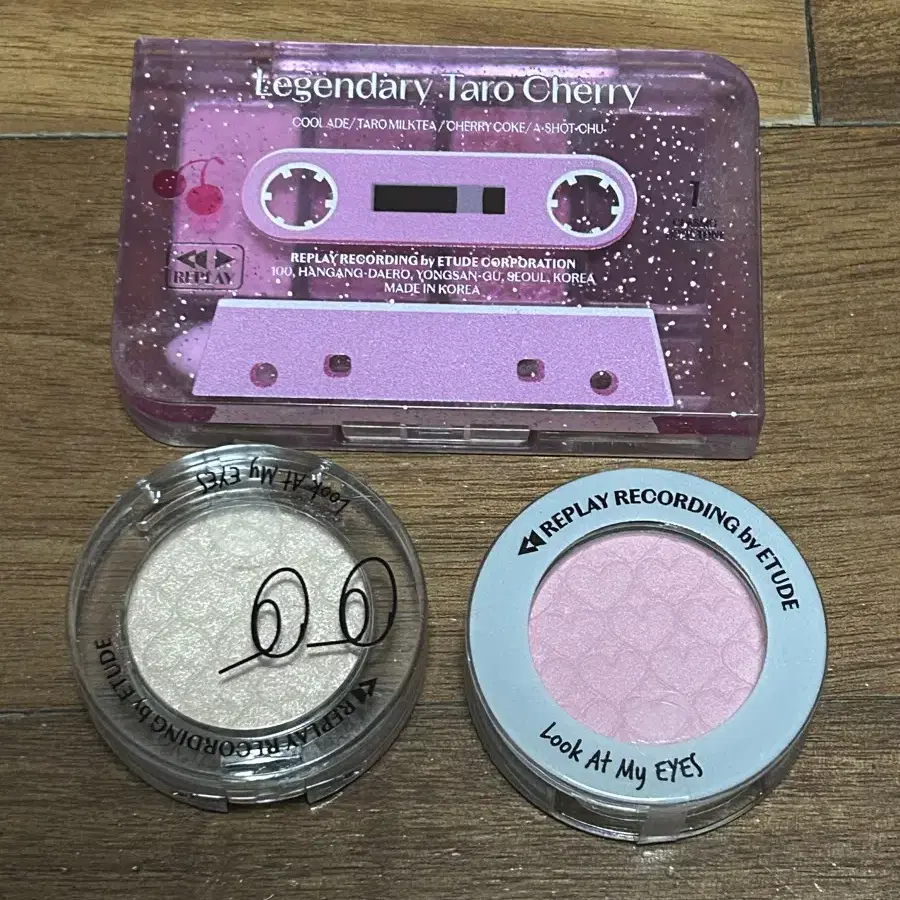 Legendary Taro Cherry
COOLADE/TARO MILKTEA/CHERRY COKE/A-SHOT-CHU-
1
REPLAY
REPLAY RECORDING by ETUDE CORPORATION
100, HANGANG-DAERO, YONGSAN-GU, SEOUL, KOREA
MADE IN KOREA
Look At My EYES
REPLAY RECORDING by ETUDE
REPLAY RECORDING by ETUDE
Look At My EYES